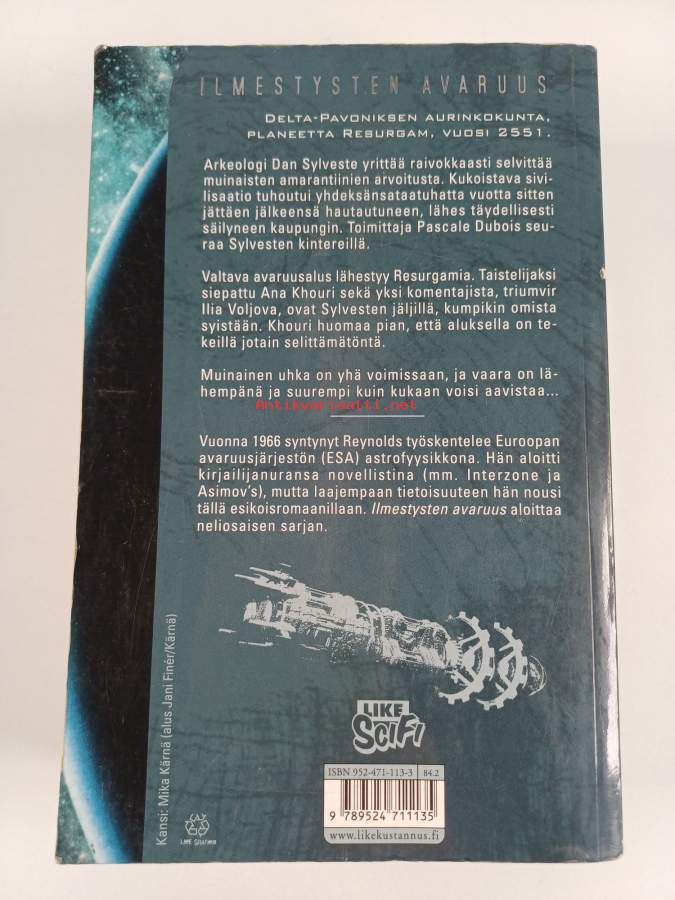 ILMESTYSTEN AVARUUS
DELTA-PAVONIKSEN AURINKOKUNTA,
PLANEETTA RESURGAM, VUOSI 2551.
Arkeologi Dan Sylveste yrittää raivokkaasti selvittää
muinaisten amarantiinien arvoitusta. Kukoistava sivi-
lisaatio tuhoutui yhdeksänsataatuhatta vuotta sitten
jättäen jälkeensä hautautuneen, lähes täydellisesti
säilyneen kaupungin. Toimittaja Pascale Dubois seu-
raa Sylvesten kintereillä.
Valtava avaruusalus lähestyy Resurgamia. Taistelijaksi
siepattu Ana Khouri sekä yksi komentajista, triumvir
Ilia Voljova, ovat Sylvesten jäljillä, kumpikin omista
syistään. Khouri huomaa pian, että aluksella on te-
keillä jotain selittämätöntä.
Muinainen uhka on yhä voimissaan, ja vaara on lä-
hempänä ja suurempi kuin kukaan voisi aavistaa...
Antikvariaatti.net
Vuonna 1966 syntynyt Reynolds työskentelee Euroopan
avaruusjärjestön (ESA) astrofyysikkona. Hän aloitti
kirjailijanuransa novellistina (mm. Interzone ja
Asimov's), mutta laajempaan tietoisuuteen hän nousi
tällä esikoisromaanillaan. Ilmestysten avaruus aloittaa
neliosaisen sarjan.
Kansi: Mika Kärnä (alus Jani Finér/Kärnä)
LIKE
SCIFI
ISBN 952-471-113-3 84.2
9 789524 711135
www.likekustannus.fi